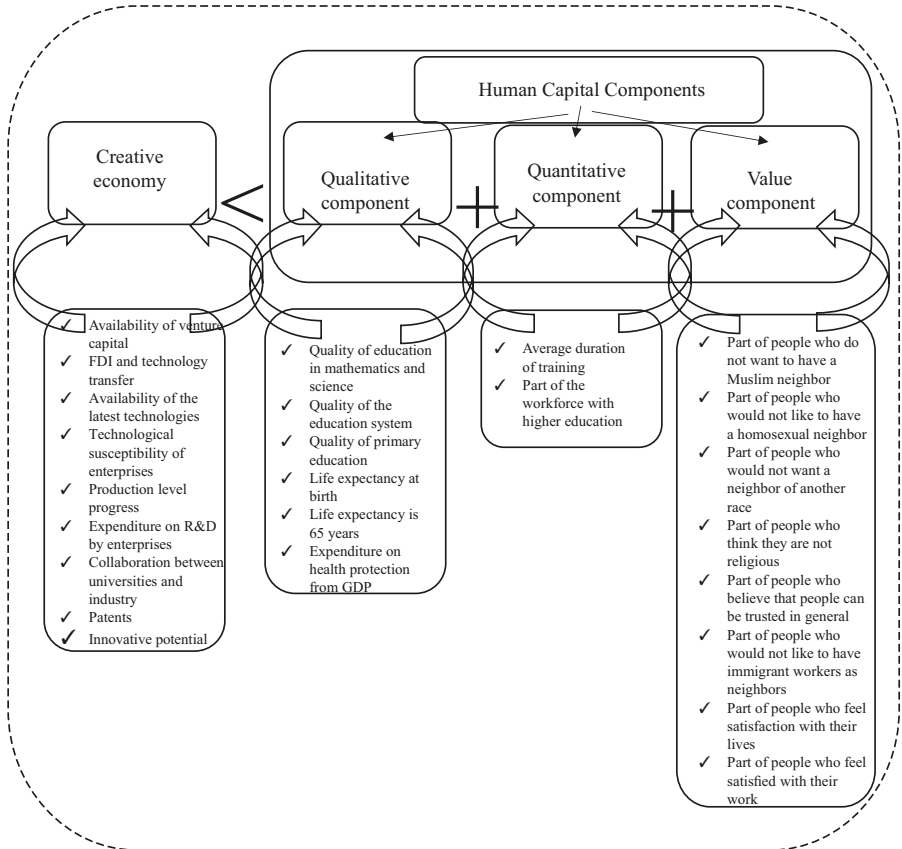 Human Capital Components
Creative
economy
<
Qualitative
component
+
Quantitative
component
+
Value
component
✓ Availability of venture
capital
✓ FDI and technology
transfer
✓ Availability of the
latest technologies
✓ Technological
susceptibility of
enterprises
✓ Production level
progress
✓ Expenditure on R&D
by enterprises
✓ Collaboration between
universities and
industry
✓ Patents
✓ Innovative potential
✓ Quality of education
in mathematics and
science
✓ Quality of the
education system
✓ Quality of primary
education
✓ Life expectancy at
birth
✓ Life expectancy is
65 years
✓ Expenditure on
health protection
from GDP
✓ Average duration
of training
✓ Part of the
workforce with
higher education
✓ Part of people who do
not want to have a
Muslim neighbor
✓ Part of people who
would not like to have
a homosexual neighbor
✓ Part of people who
would not want a
neighbor of another
race
✓ Part of people who
think they are not
religious
✓ Part of people who
believe that people can
be trusted in general
✓ Part of people who
would not like to have
immigrant workers as
neighbors
✓ Part of people who feel
satisfaction with their
lives
✓ Part of people who feel
satisfied with their
work